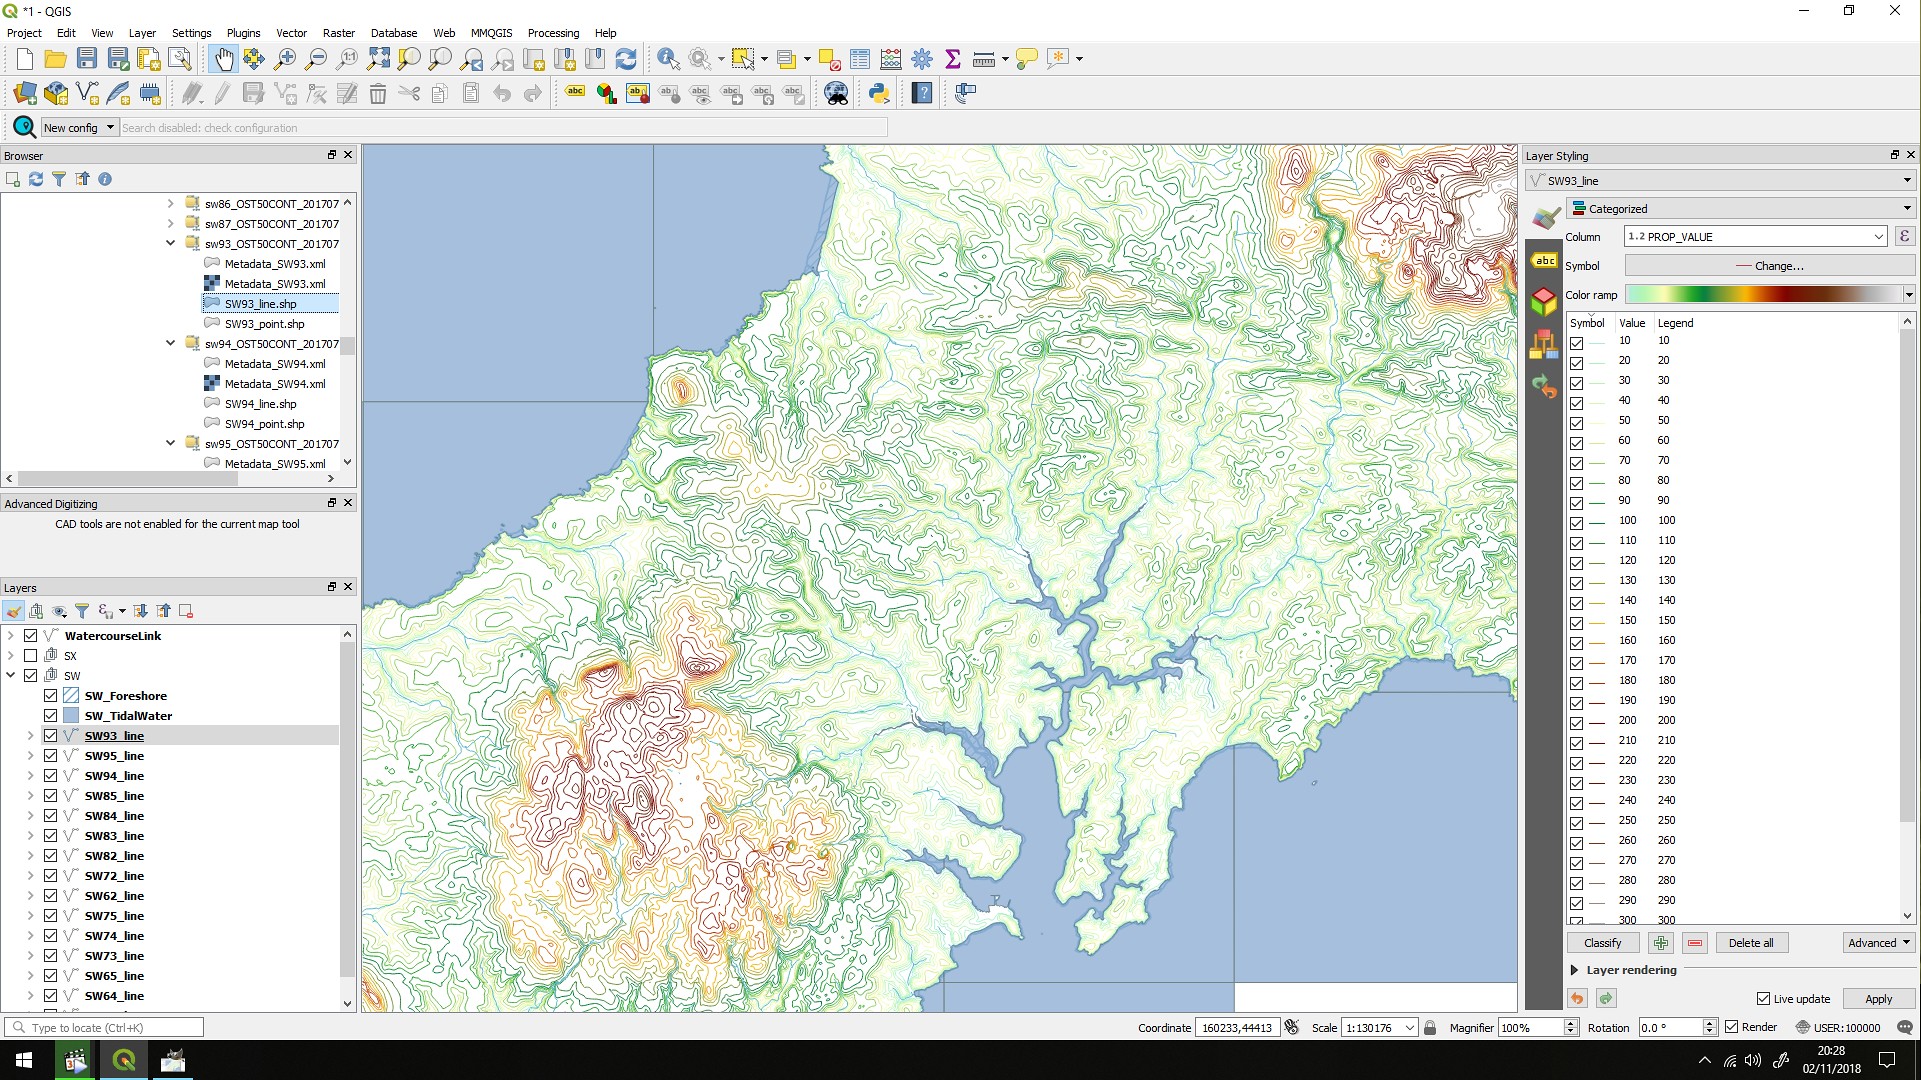 *1 - QGIS
Project Edit View Layer Settings Plugins Vector Raster Database Web MMQGIS Processing Help
New config Search disabled: check configuration
Browser
sw86_OST50CONT_201707
sw87_OST50CONT_201707
sw93_OST50CONT_201707
Metadata_SW93.xml
Metadata_SW93.xml
SW93_line.shp
SW93_point.shp
sw94_OST50CONT_201707
Metadata_SW94.xml
Metadata_SW94.xml
SW94_line.shp
SW94_point.shp
sw95_OST50CONT_201707
Metadata_SW95.xml
Advanced Digitizing
CAD tools are not enabled for the current map tool
Layers
WatercourseLink
SX
SW
SW_Foreshore
SW_TidalWater
SW93_line
SW95_line
SW94_line
SW85_line
SW84_line
SW83_line
SW82_line
SW72_line
SW62_line
SW75_line
SW74_line
SW73_line
SW65_line
SW64_line
Layer Styling
SW93_line
Categorized
Column 1.2 PROP_VALUE ε
Symbol Change...
Color ramp
Symbol Value Legend
10 10
20 20
30 30
40 40
50 50
60 60
70 70
80 80
90 90
100 100
110 110
120 120
130 130
140 140
150 150
160 160
170 170
180 180
190 190
200 200
210 210
220 220
230 230
240 240
250 250
260 260
270 270
280 280
290 290
300 300
Classify Delete all Advanced
Layer rendering
Live update Apply
Type to locate (Ctrl+K) Coordinate 160233,44413 Scale 1:130176 Magnifier 100% Rotation 0.0 ° Render USER:100000
20:28
02/11/2018